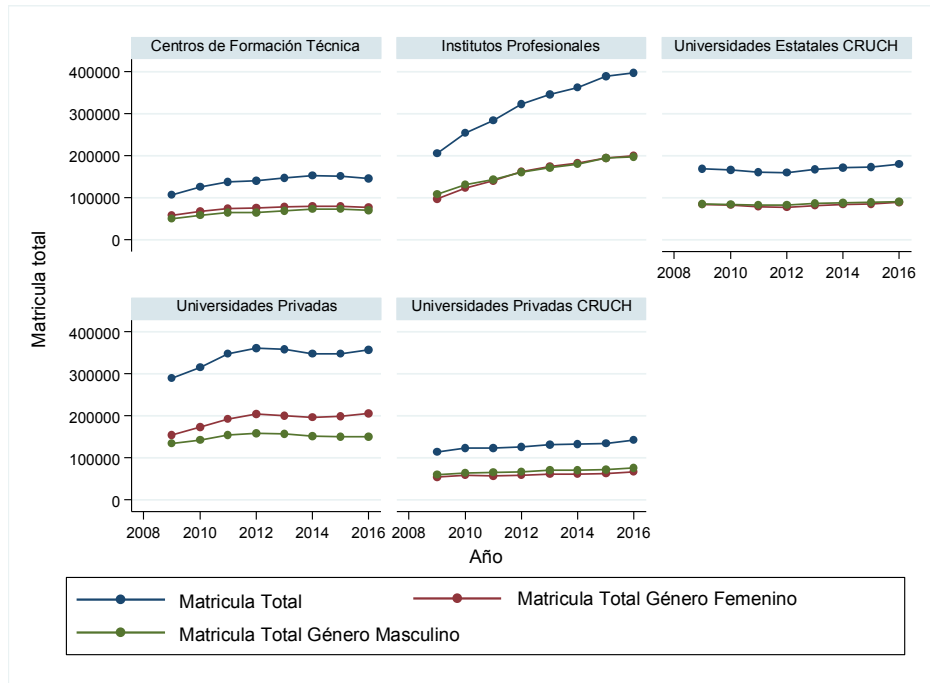 Centros de Formación Técnica
Institutos Profesionales
Universidades Estatales CRUCH
400000
300000
200000
100000
0
2008 2010 2012 2014 2016
Universidades Privadas
Universidades Privadas CRUCH
400000
300000
200000
100000
0
2008 2010 2012 2014 2016
2008 2010 2012 2014 2016
Matricula total
Año
Matricula Total
Matricula Total Género Femenino
Matricula Total Género Masculino